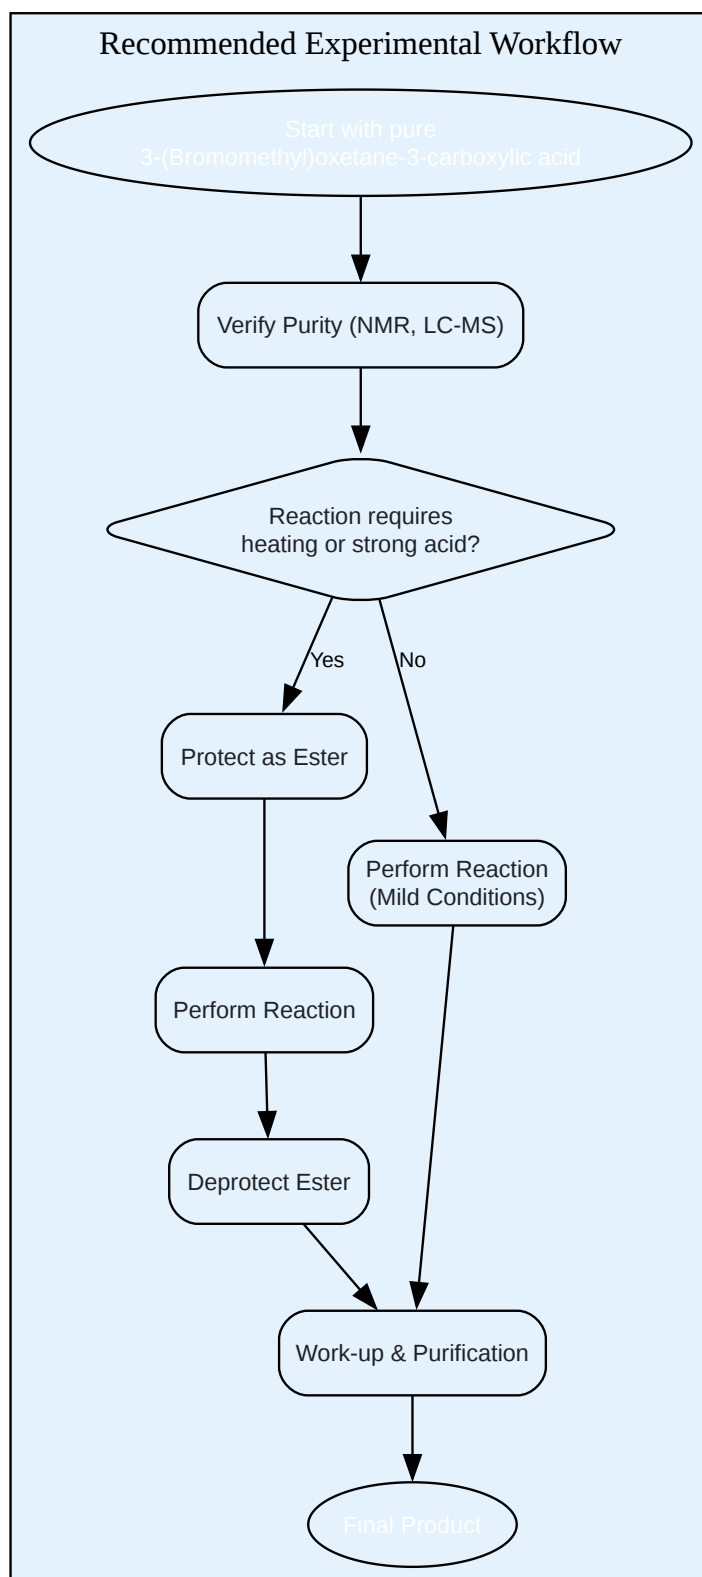 Recommended Experimental Workflow
Start with pure
3-(Bromomethyl)oxetane-3-carboxylic acid
Verify Purity (NMR, LC-MS)
Reaction requires
heating or strong acid?
Yes
No
Protect as Ester
Perform Reaction
(Mild Conditions)
Perform Reaction
Deprotect Ester
Work-up & Purification
Final Product